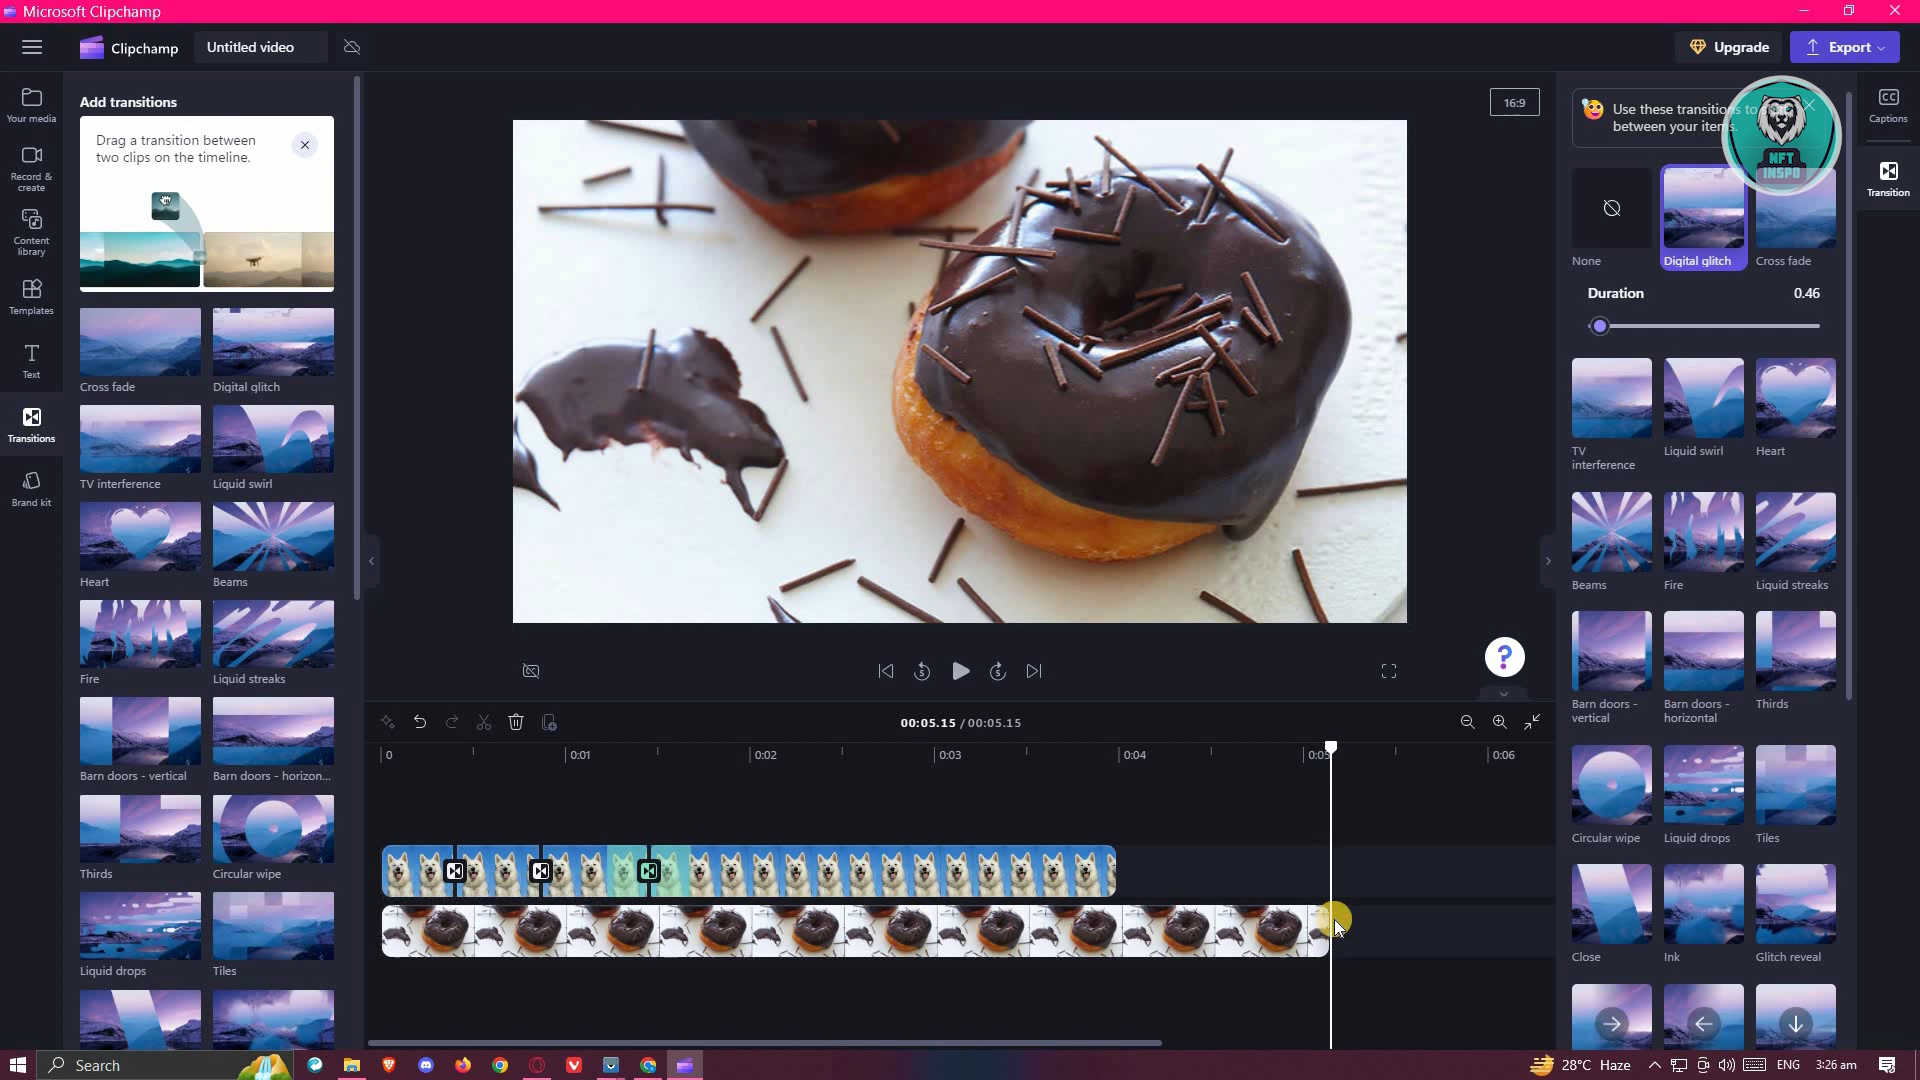 Microsoft Clipchamp
Clipchamp
Untitled video
Upgrade
Export
Your media
Record &
create
Content
library
Templates
Text
Transitions
Brand kit
Add transitions
Drag a transition between
two clips on the timeline.
Cross fade
Digital glitch
TV interference
Liquid swirl
Heart
Beams
Fire
Liquid streaks
Barn doors - vertical
Barn doors - horizon...
Thirds
Circular wipe
Liquid drops
Tiles
16:9
5
5
?
00:05.15 / 00:05.15
0
0:01
0:02
0:03
0:04
0:05
0:06
Use these transitions to
between your items.
NFT
INSPO
None
Digital glitch
Cross fade
Duration
0.46
TV
interference
Liquid swirl
Heart
Beams
Fire
Liquid streaks
Barn doors -
vertical
Barn doors -
horizontal
Thirds
Circular wipe
Liquid drops
Tiles
Close
Ink
Glitch reveal
CC
Captions
Transition
Search
28°C Haze
ENG
3:26 am